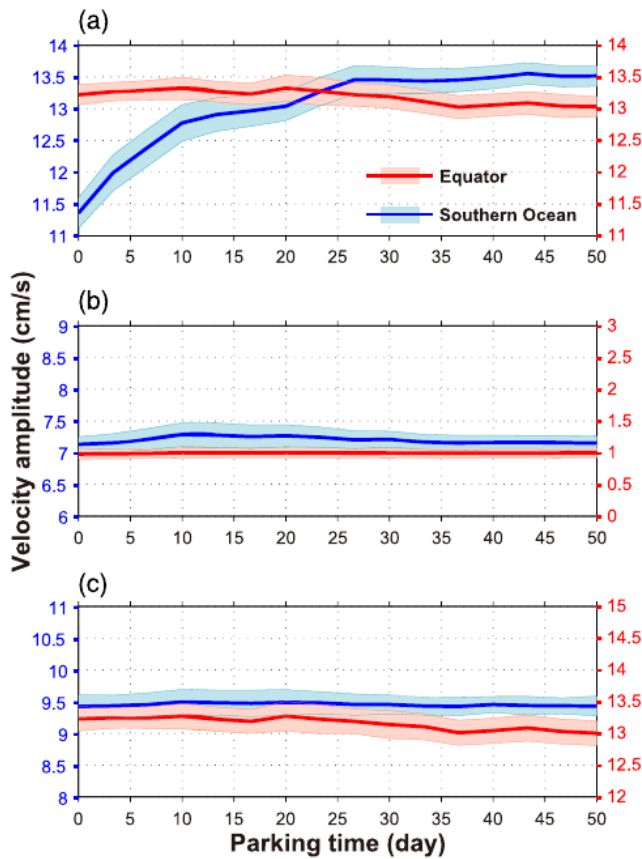 (a)
14 14
13.5 13.5
13 13
12.5 12.5
12 12
11.5 11.5
11 11
Equator
Southern Ocean
0 5 10 15 20 25 30 35 40 45 50
(b)
9 3
8.5 2.5
8 2
7.5 1.5
7 1
6.5 0.5
6 0
0 5 10 15 20 25 30 35 40 45 50
Velocity amplitude (cm/s)
(c)
11 15
10.5 14.5
10 14
9.5 13.5
9 13
8.5 12.5
8 12
0 5 10 15 20 25 30 35 40 45 50
Parking time (day)